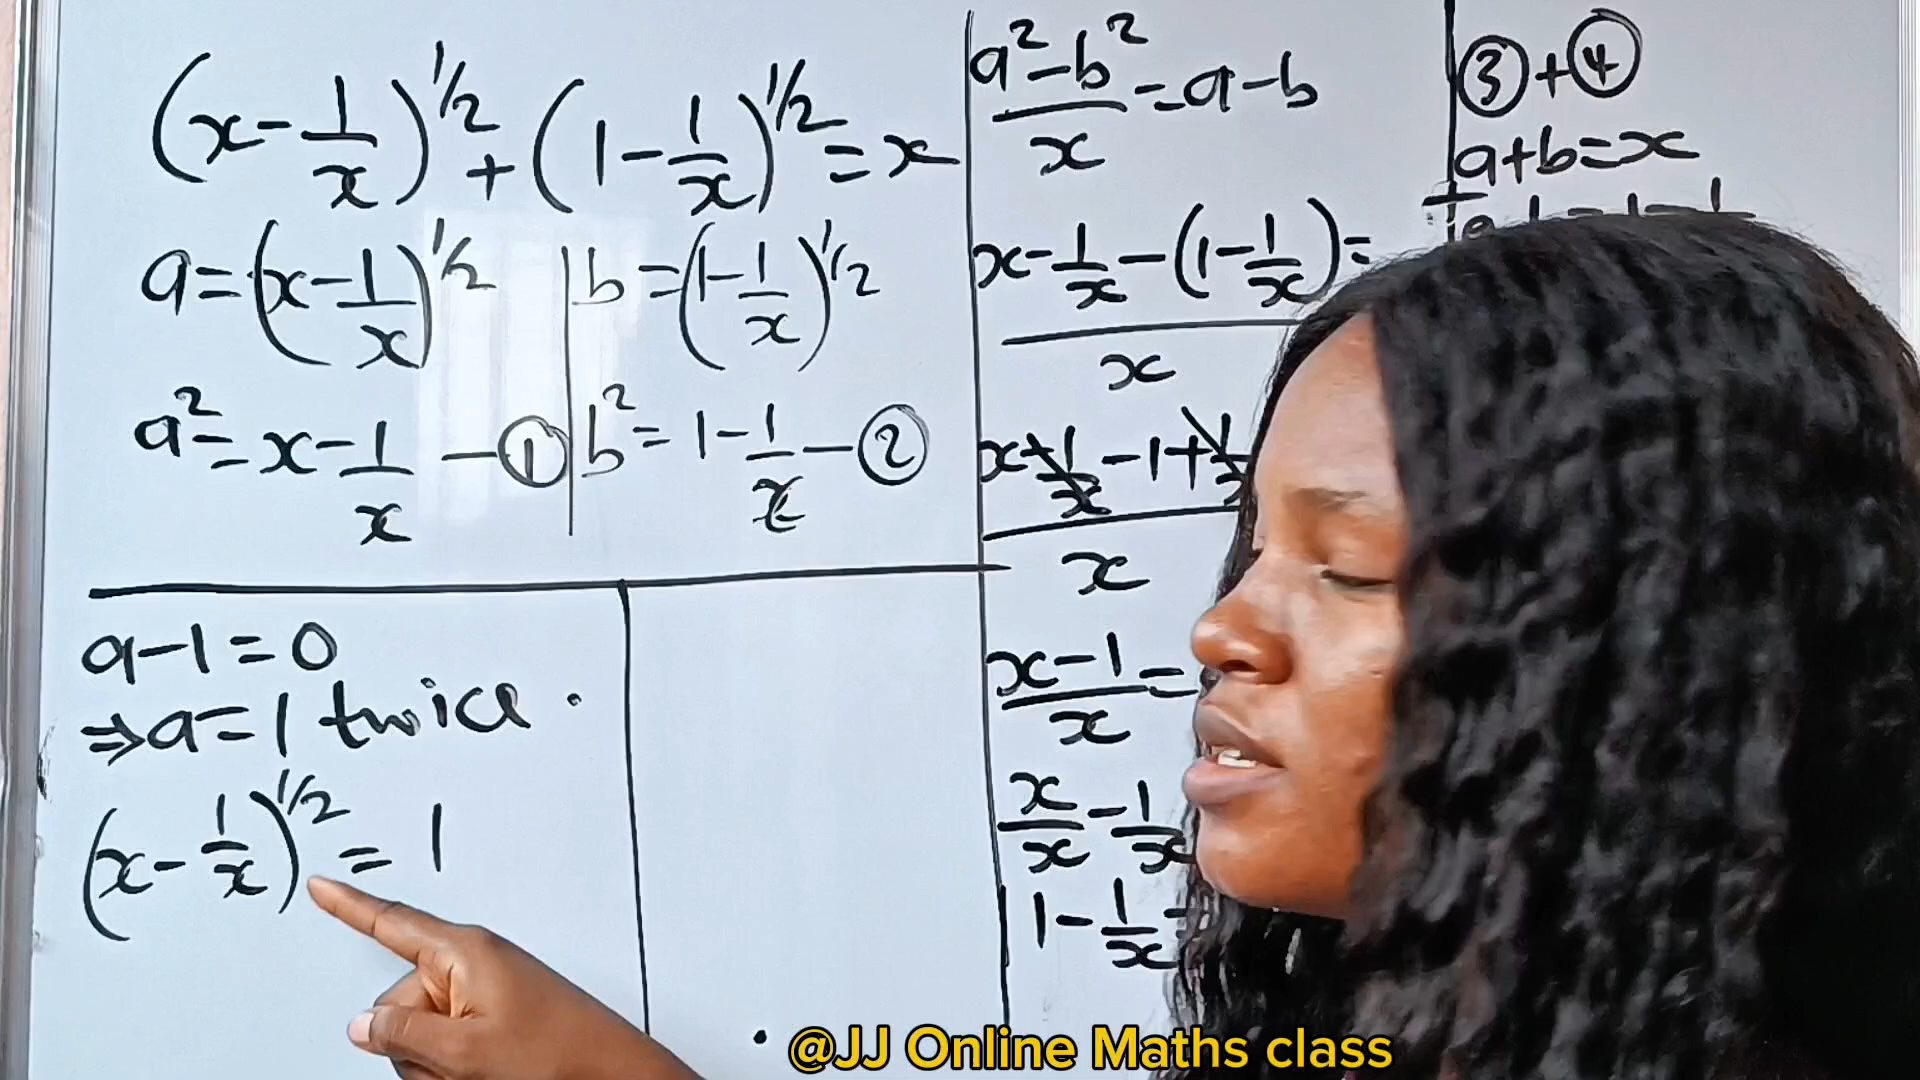 (x - 1/x)^1/2 + (1 - 1/x)^1/2 = x
a = (x - 1/x)^1/2
a² = x - 1/x - ①
b = (1 - 1/x)^1/2
b² = 1 - 1/x - ②
a - 1 = 0
⇒ a = 1 twice.
(x - 1/x)^1/2 = 1
a² - b² / x = a - b
x - 1/x - (1 - 1/x) =
x
x - 1/x - 1 + 1/x
x
x - 1 / x =
x/x - 1/x
1 - 1/x =
③ + ④
a + b = x
@JJ Online Maths class